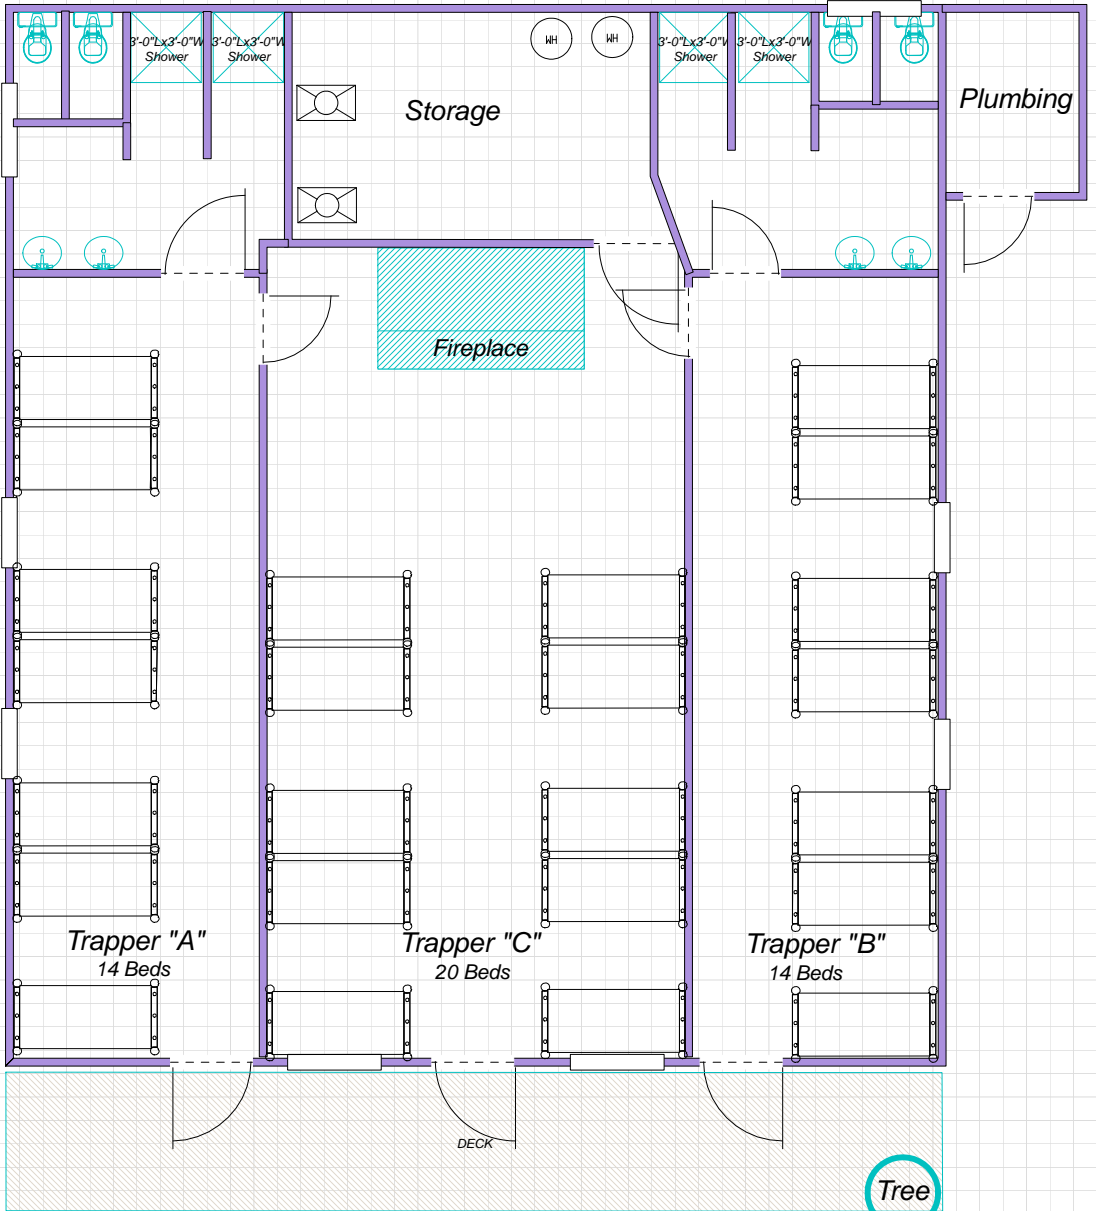 3'-0"Lx3'-0"W
Shower
3'-0"Lx3'-0"W
Shower
WH
WH
3'-0"Lx3'-0"W
Shower
3'-0"Lx3'-0"W
Shower
Storage
Plumbing
Fireplace
Trapper "A"
14 Beds
Trapper "C"
20 Beds
Trapper "B"
14 Beds
DECK
Tree